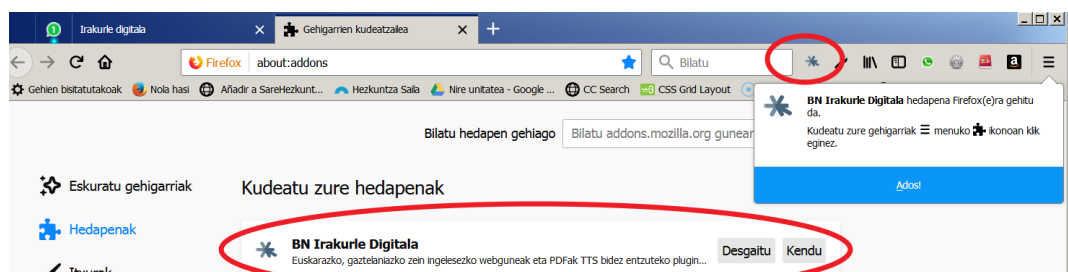 Irakurle digitala
Gehigarrien kudeatzailea
Firefox about:addons
Bilatu
Gehien bisitatutakoak Nola hasi Añadir a SareHezkunt... Hezkuntza Saila Nire unitatea - Google ... CC Search CSS Grid Layout
BN Irakurle Digitala hedapena Firefox(e)ra gehitu
da.
Kudeatu zure gehigarriak menuko ikonoan klik
eginez.
Ados!
Bilatu hedapen gehiago Bilatu addons.mozilla.org gunean
Eskuratu gehigarriak
Kudeatu zure hedapenak
Hedapenak
BN Irakurle Digitala
Desgaitu Kendu
Euskarazko, gaztelaniazko zein ingelesezko webguneak eta PDFak TTS bidez entzuteko plugin...